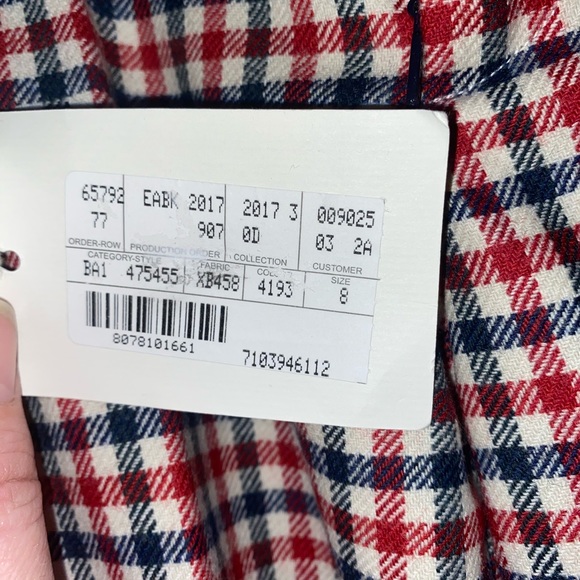 65792 EABK 2017 2017 3 009025
77 907 0D 03 2A
ORDER-ROW PRODUCTION ORDER COLLECTION CUSTOMER
CATEGORY-STYLE FABRIC SIZE
BA1 475455 XB458 4193 8
8078101661 7103946112